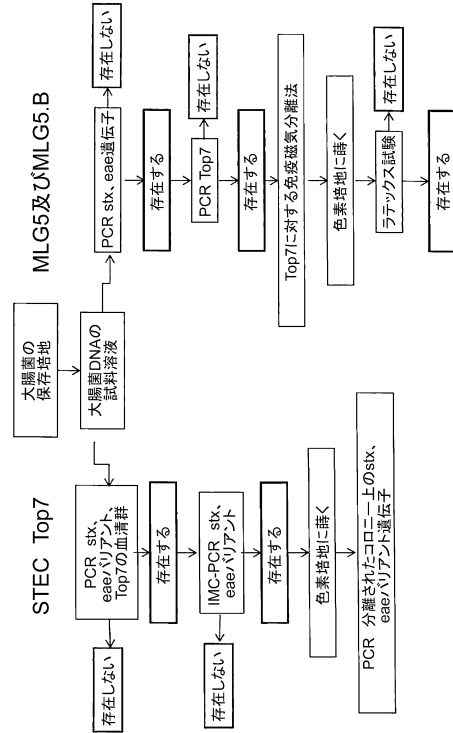 大腸菌の
保存培地
大腸菌DNAの
試料溶液
STEC Top7
PCR stx、
eaeバリアント、
Top7の血清群
存在しない
存在する
IMC-PCR stx、
eaeバリアント
存在しない
存在する
色素培地に蒔く
PCR 分離されたコロニー上のstx、
eaeバリアント遺伝子
MLG5及びMLG5.B
PCR stx、eae遺伝子
存在しない
存在する
PCR Top7
存在しない
存在する
Top7に対する免疫磁気分離法
色素培地に蒔く
ラテックス試験
存在しない
存在する